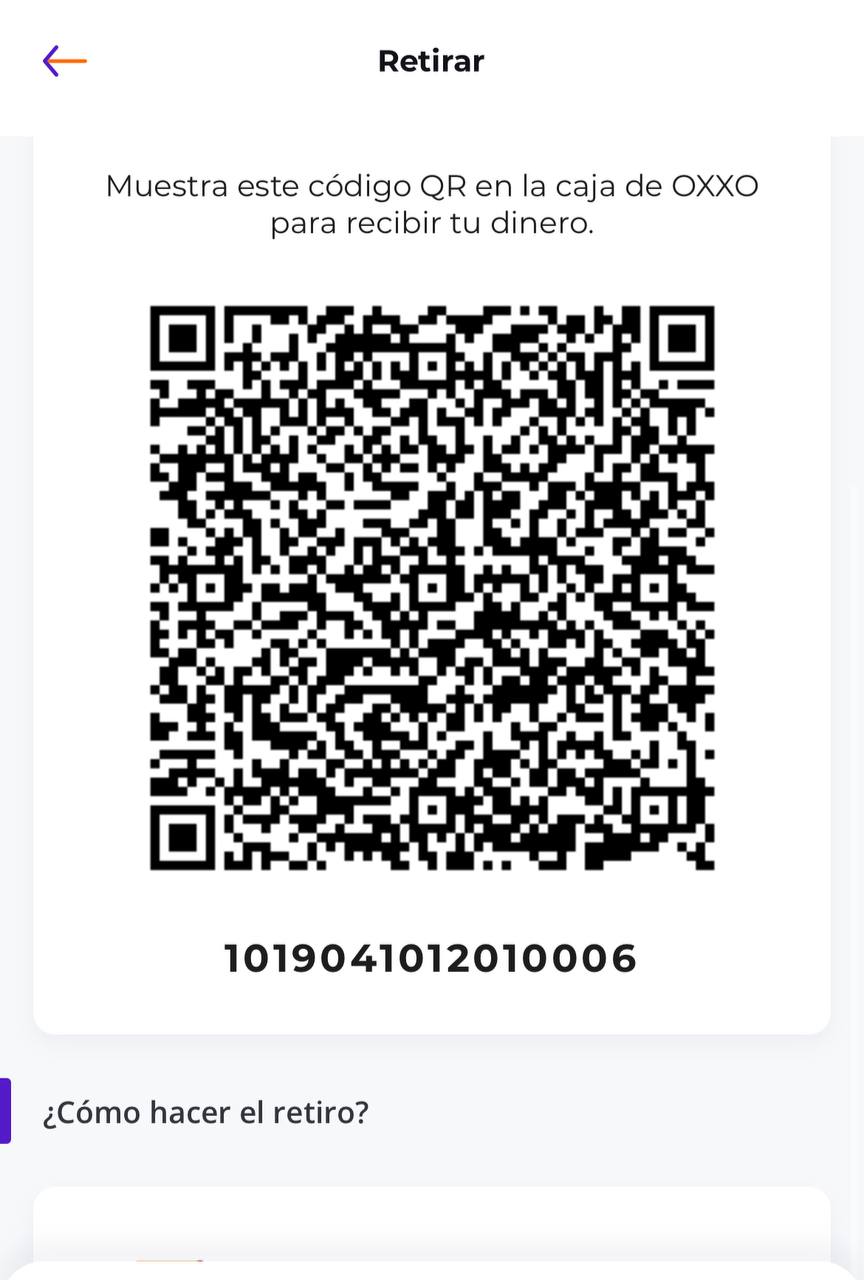 Retirar
Muestra este código QR en la caja de OXXO
para recibir tu dinero.
1019041012010006
¿Cómo hacer el retiro?